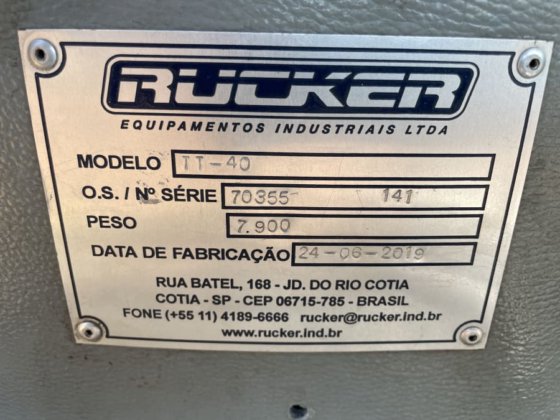 RÜCKER
EQUIPAMENTOS INDUSTRIAIS LTDA
MODELO TT-40
O.S. / Nº SÉRIE 70355 141
PESO 7.900
DATA DE FABRICAÇÃO 24-06-2019
RUA BATEL, 168 - JD. DO RIO COTIA
COTIA - SP - CEP 06715-785 - BRASIL
FONE (+55 11) 4189-6666 rucker@rucker.ind.br
www.rucker.ind.br